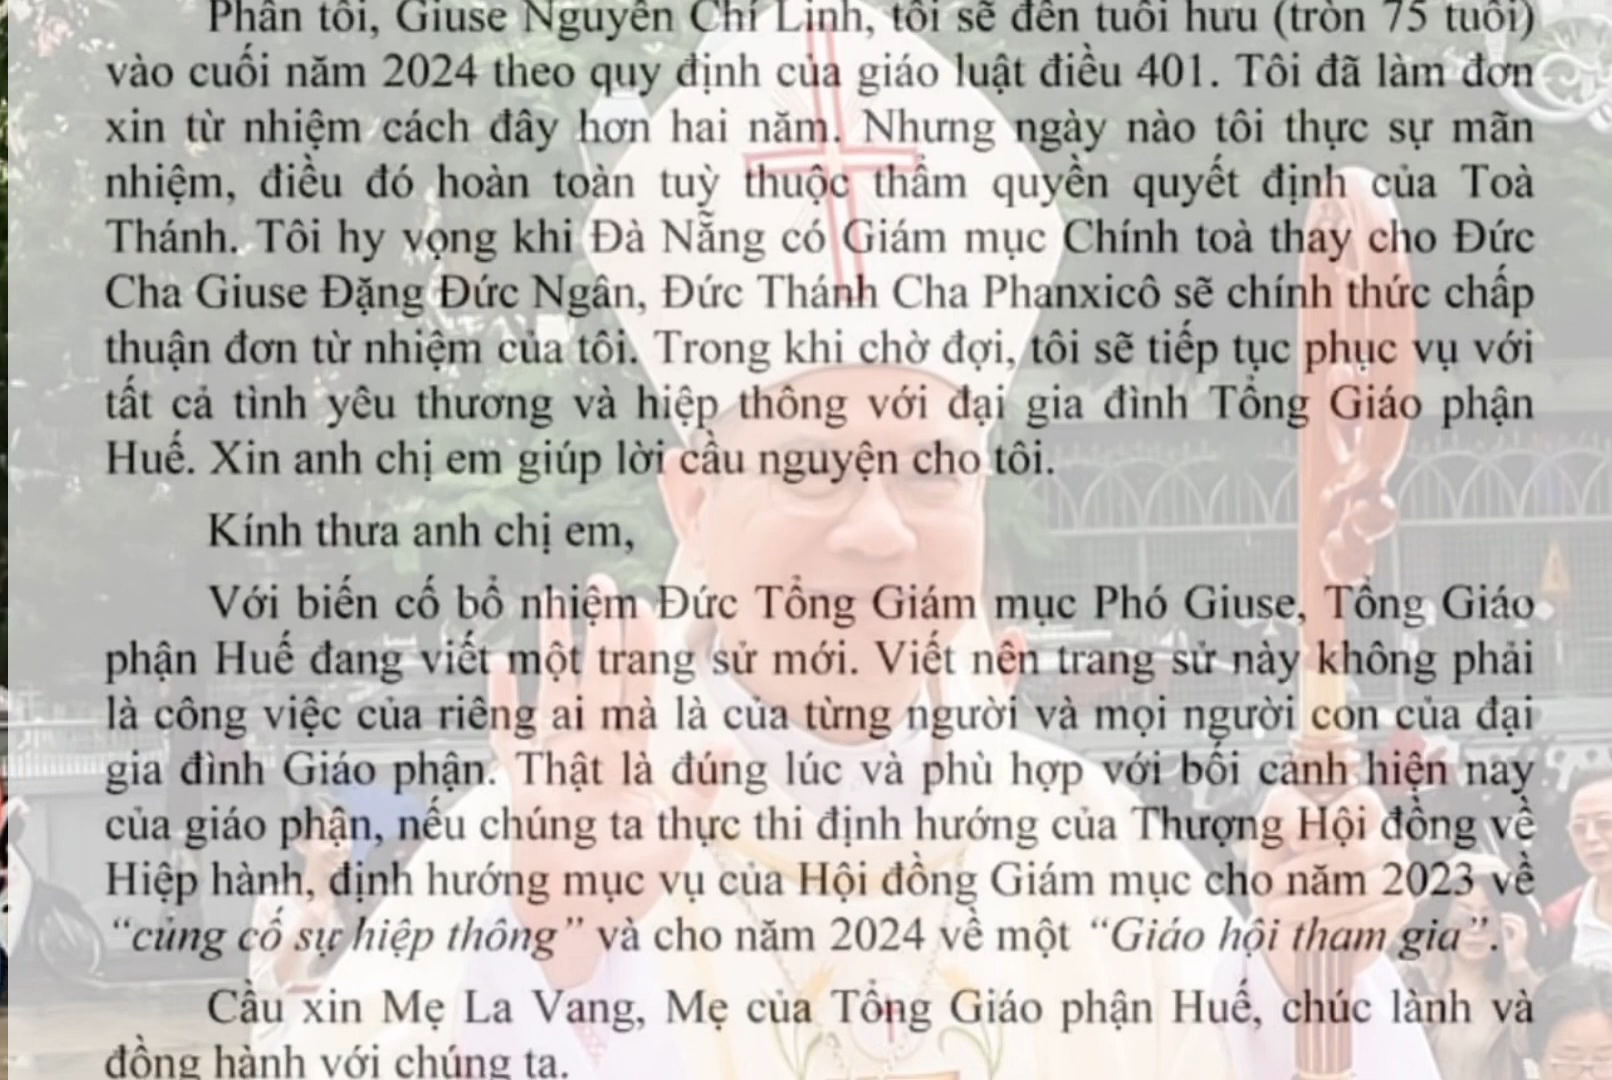 Phần tôi, Giuse Nguyễn Chí Linh, tôi sẽ đến tuổi hưu (tròn 75 tuổi)
vào cuối năm 2024 theo quy định của giáo luật điều 401. Tôi đã làm đơn
xin từ nhiệm cách đây hơn hai năm. Nhưng ngày nào tôi thực sự mãn
nhiệm, điều đó hoàn toàn tuỳ thuộc thẩm quyền quyết định của Toà
Thánh. Tôi hy vọng khi Đà Nẵng có Giám mục Chính toà thay cho Đức
Cha Giuse Đặng Đức Ngân, Đức Thánh Cha Phanxicô sẽ chính thức chấp
thuận đơn từ nhiệm của tôi. Trong khi chờ đợi, tôi sẽ tiếp tục phục vụ với
tất cả tình yêu thương và hiệp thông với đại gia đình Tổng Giáo phận
Huế. Xin anh chị em giúp lời cầu nguyện cho tôi.
Kính thưa anh chị em,
Với biến cố bổ nhiệm Đức Tổng Giám mục Phó Giuse, Tổng Giáo
phận Huế đang viết một trang sử mới. Viết nên trang sử này không phải
là công việc của riêng ai mà là của từng người và mọi người con của đại
gia đình Giáo phận. Thật là đúng lúc và phù hợp với bối cảnh hiện nay
của giáo phận, nếu chúng ta thực thi định hướng của Thượng Hội đồng về
Hiệp hành, định hướng mục vụ của Hội đồng Giám mục cho năm 2023 về
“củng cố sự hiệp thông” và cho năm 2024 về một “Giáo hội tham gia”.
Cầu xin Mẹ La Vang, Mẹ của Tổng Giáo phận Huế, chúc lành và
đồng hành với chúng ta.